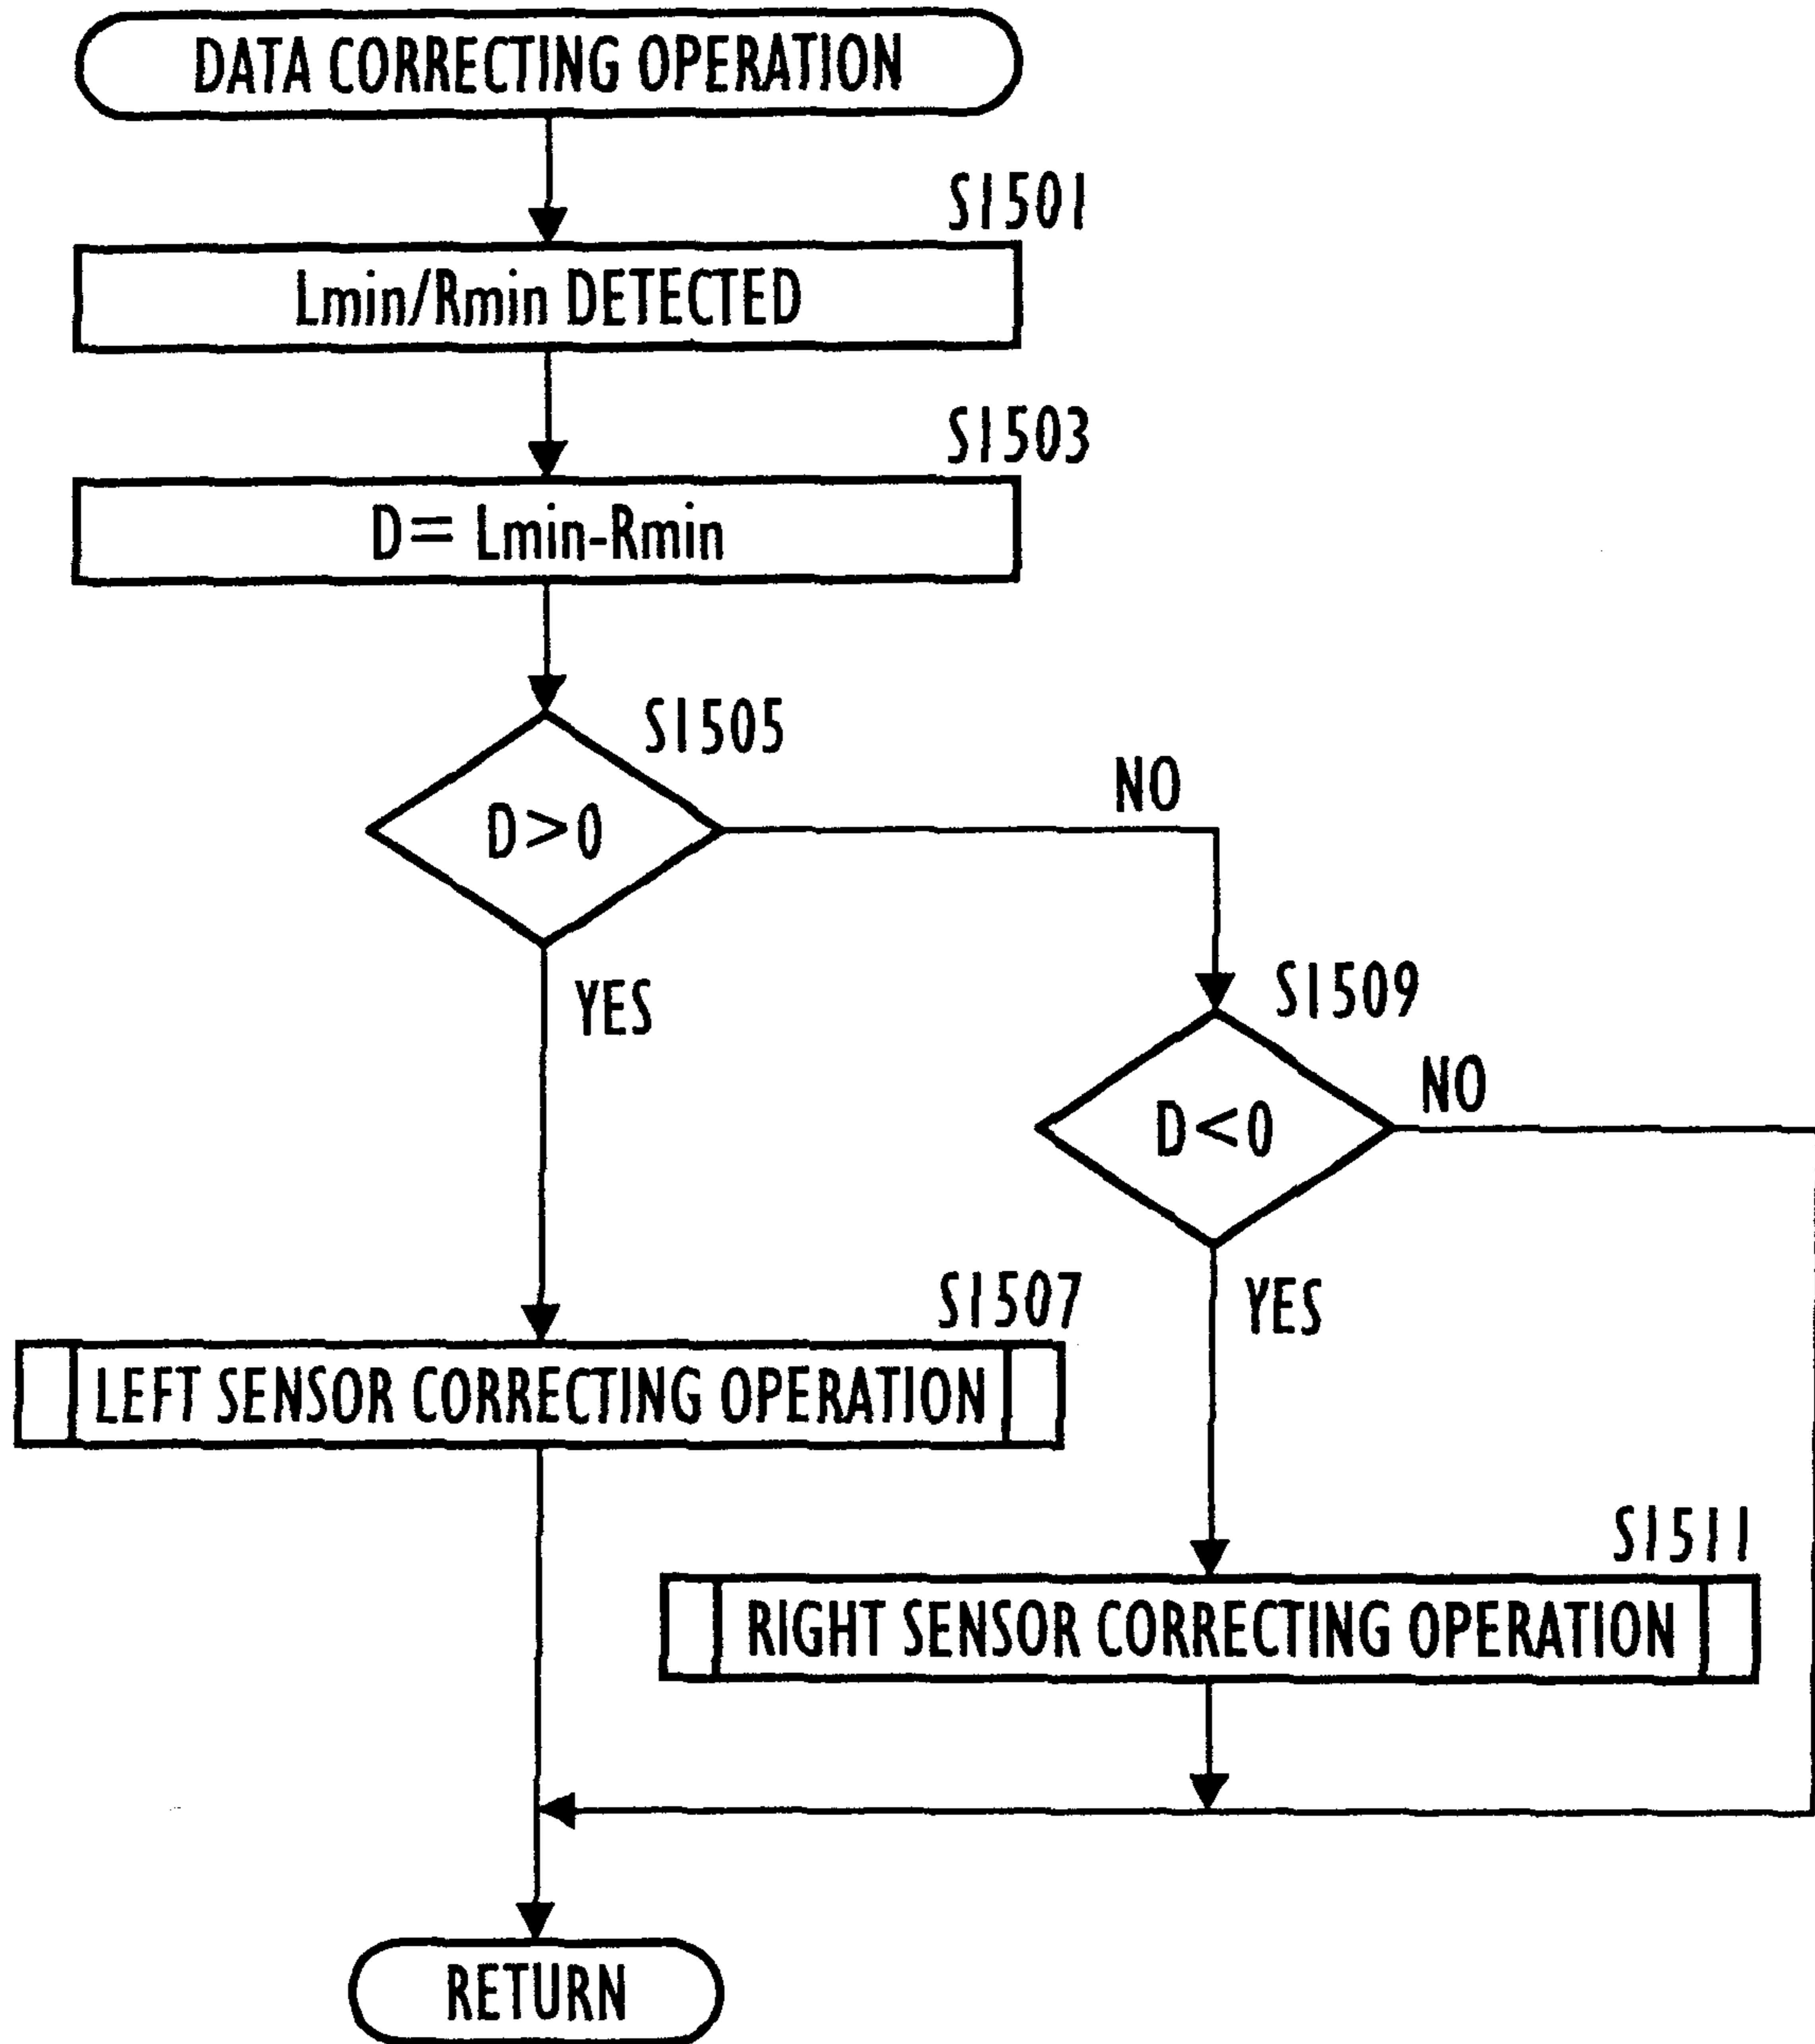 DATA CORRECTING OPERATION
S1501
Lmin/Rmin DETECTED
S1503
D= Lmin-Rmin
S1505
D>0
NO
YES
S1509
D<0
NO
YES
S1507
LEFT SENSOR CORRECTING OPERATION
S1511
RIGHT SENSOR CORRECTING OPERATION
RETURN